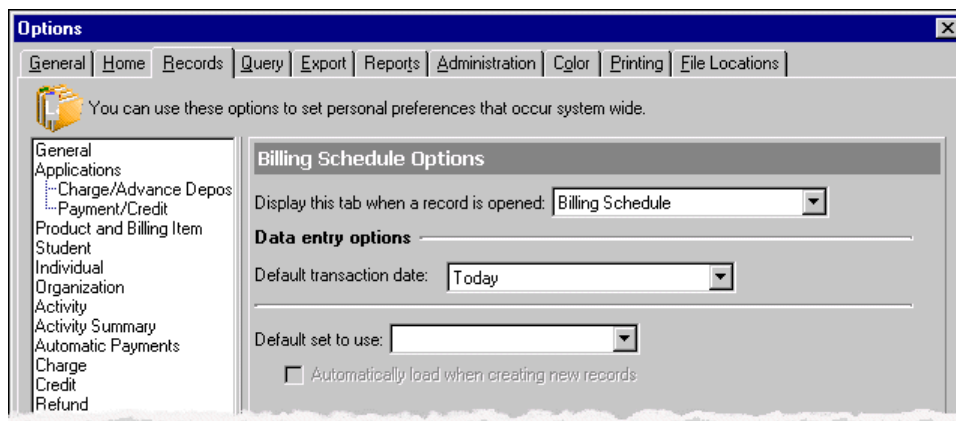 Options
General Home Records Query Export Reports Administration Color Printing File Locations
You can use these options to set personal preferences that occur system wide.
General
Applications
Charge/Advance Depos
Payment/Credit
Product and Billing Item
Student
Individual
Organization
Activity
Activity Summary
Automatic Payments
Charge
Credit
Refund
Billing Schedule Options
Display this tab when a record is opened: Billing Schedule
Data entry options
Default transaction date: Today
Default set to use:
Automatically load when creating new records